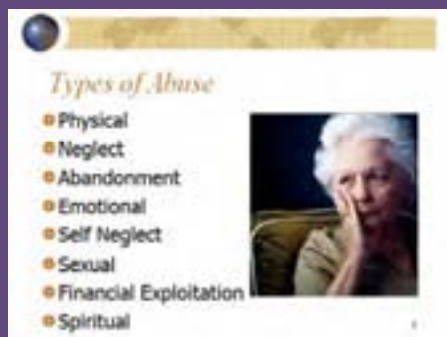 Types of Abuse
Physical
Neglect
Abandonment
Emotional
Self Neglect
Sexual
Financial Exploitation
Spiritual